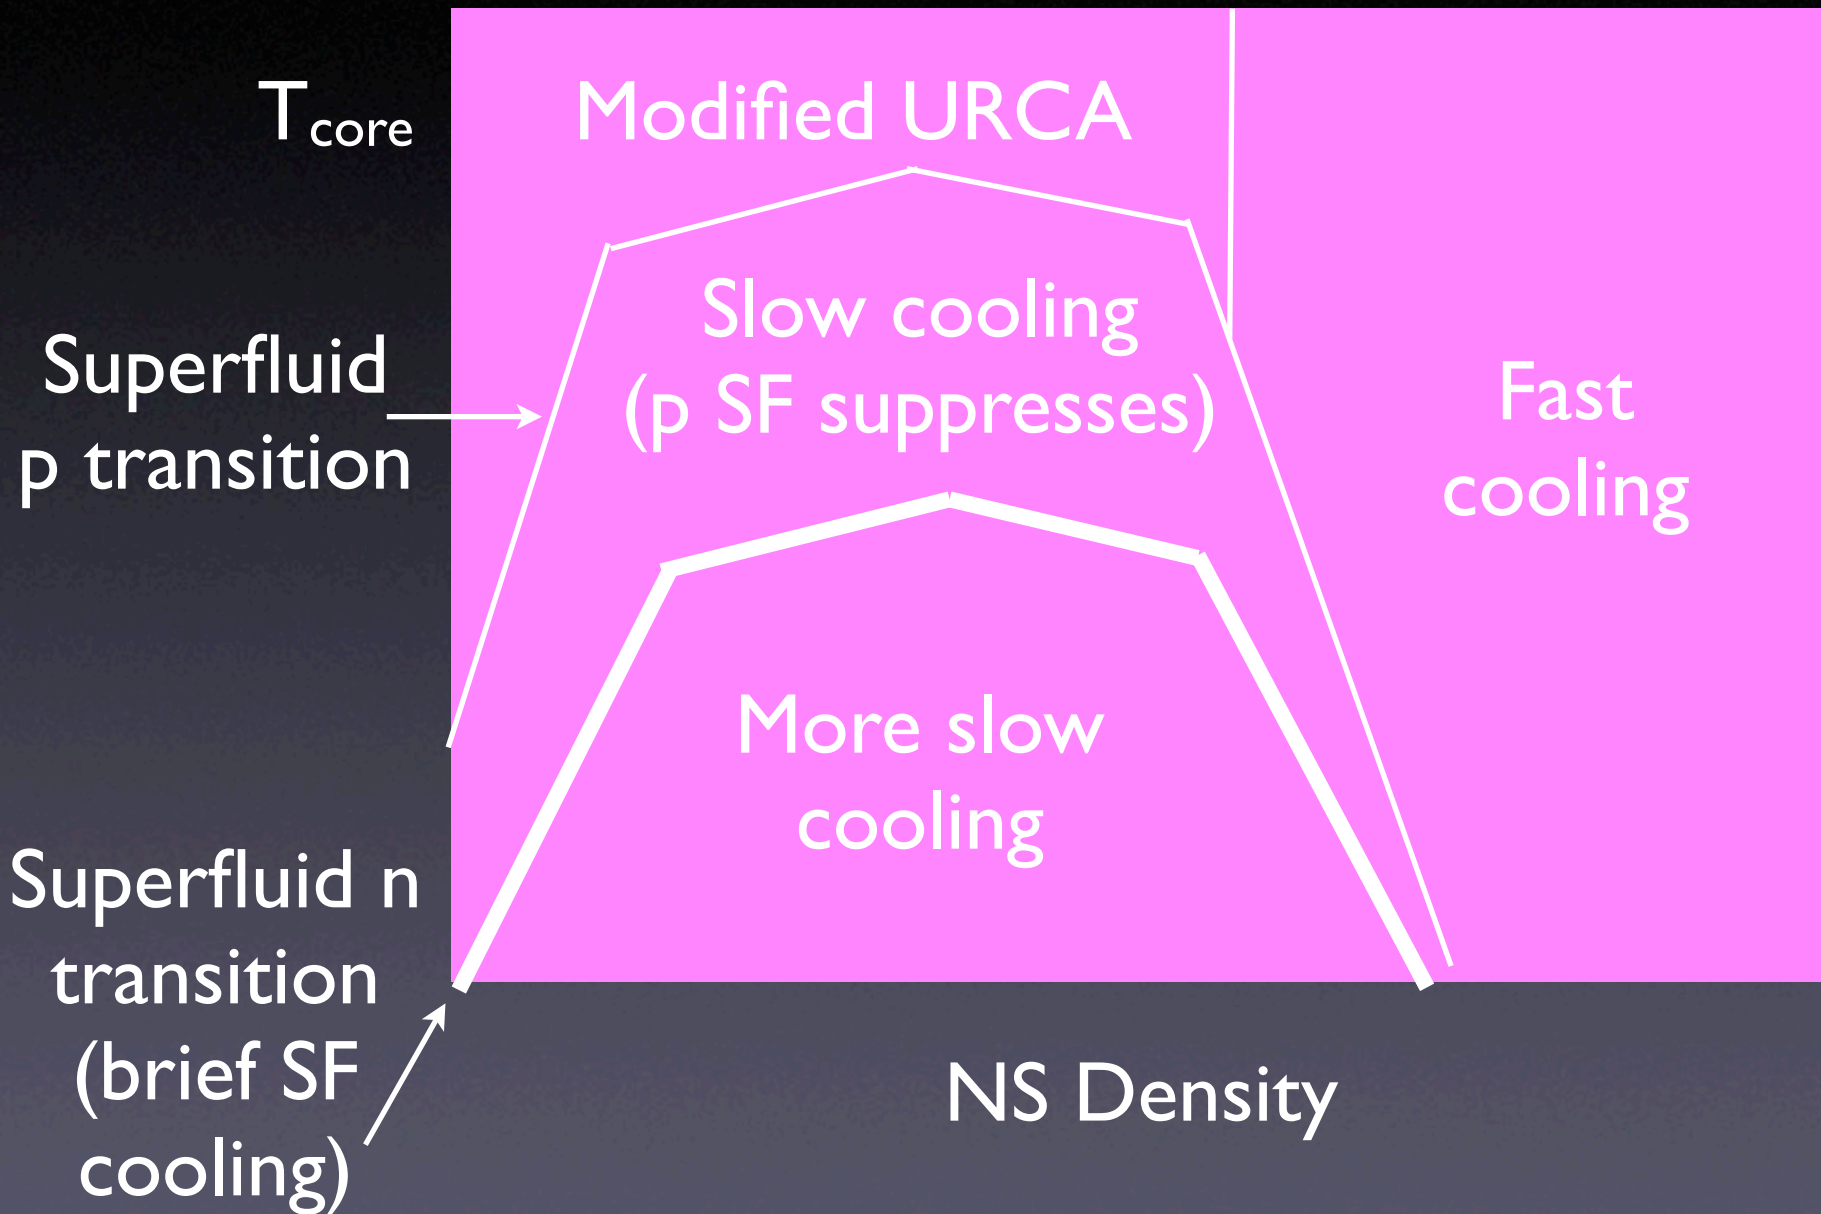 T core
Modified URCA
Slow cooling
(p SF suppresses)
Superfluid
p transition
Fast
cooling
More slow
cooling
Superfluid n
transition
(brief SF
cooling)
NS Density